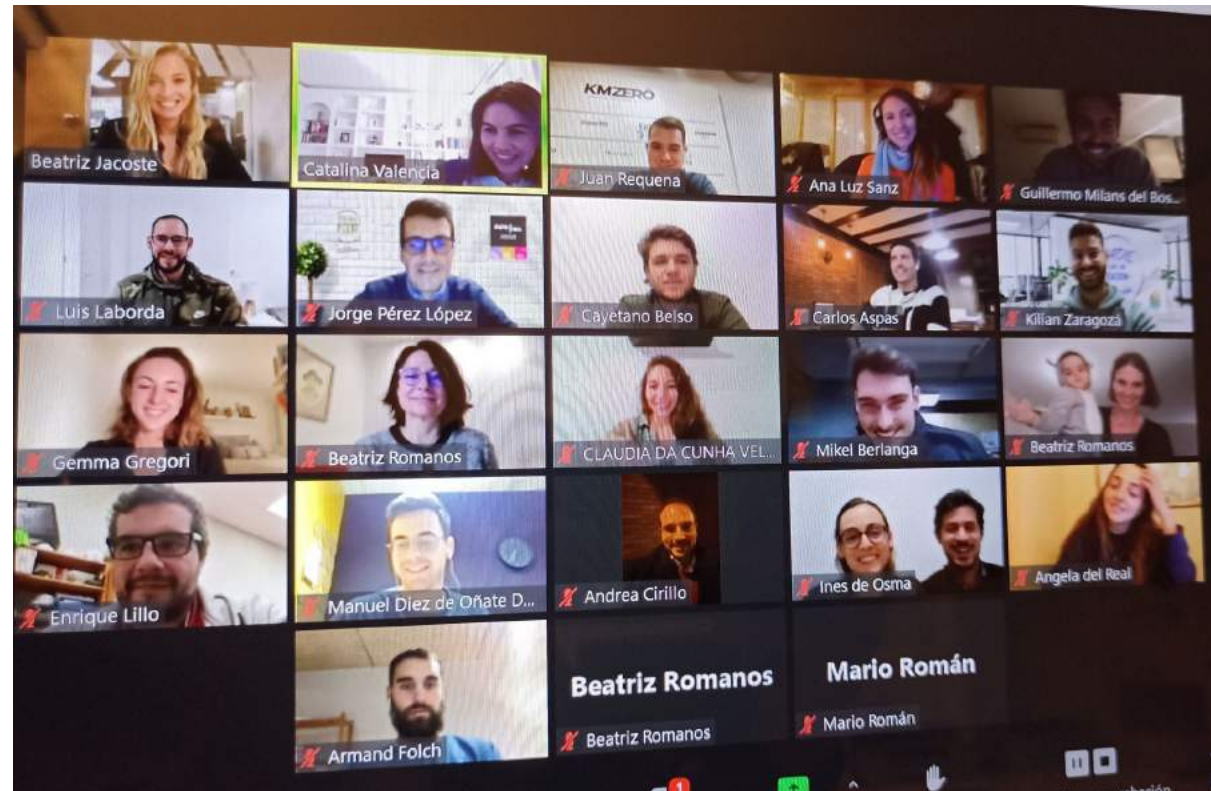 Beatriz Jacoste
Catalina Valencia
KMZERO
Juan Requena
Ana Luz Sanz
Guillermo Milans del Bos...
Luis Laborda
Jorge Pérez López
Cayetano Belso
Carlos Aspas
Kilian Zaragozá
Gemma Gregori
Beatriz Romanos
CLAUDIA DA CUNHA VEL...
Mikel Berlanga
Beatriz Romanos
Enrique Lillo
Manuel Diez de Oñate D...
Andrea Cirillo
Ines de Osma
Angela del Real
Armand Folch
Beatriz Romanos
Beatriz Romanos
Mario Román
Mario Román
1